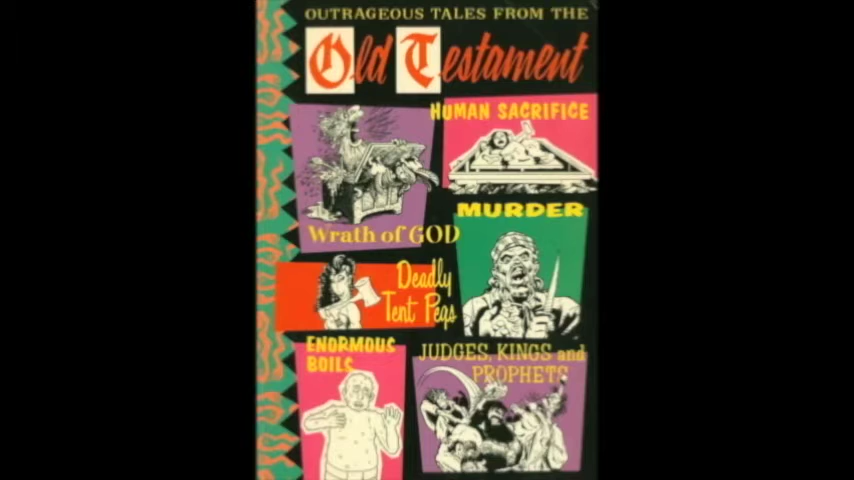 OUTRAGEOUS TALES FROM THE
Old Testament
HUMAN SACRIFICE
Wrath of GOD
MURDER
Deadly
Tent Pegs
ENORMOUS
BOILS
JUDGES, KINGS and
PROPHETS